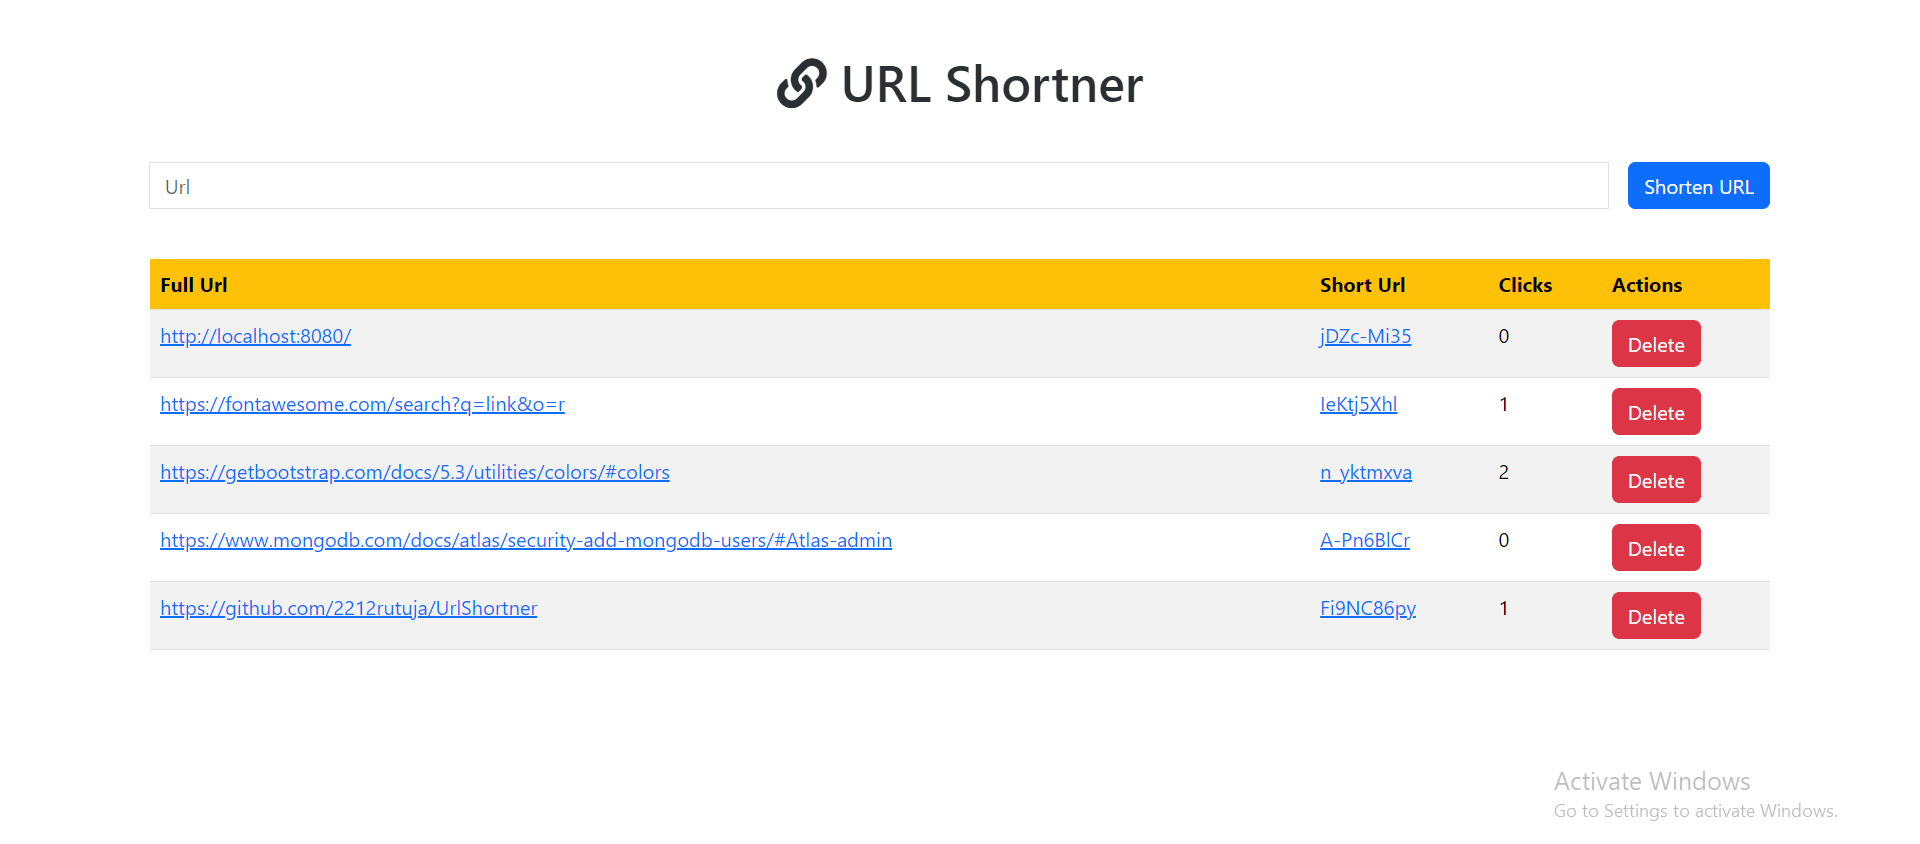 URL Shortner
Url
Shorten URL
Full Url Short Url Clicks Actions
http://localhost:8080/ jDZc-Mi35 0 Delete
https://fontawesome.com/search?q=link&o=r IeKtj5Xhl 1 Delete
https://getbootstrap.com/docs/5.3/utilities/colors/#colors n_yktmxva 2 Delete
https://www.mongodb.com/docs/atlas/security-add-mongodb-users/#Atlas-admin A-Pn6BlCr 0 Delete
https://github.com/2212rutuja/UrlShortner Fi9NC86py 1 Delete
Activate Windows
Go to Settings to activate Windows.